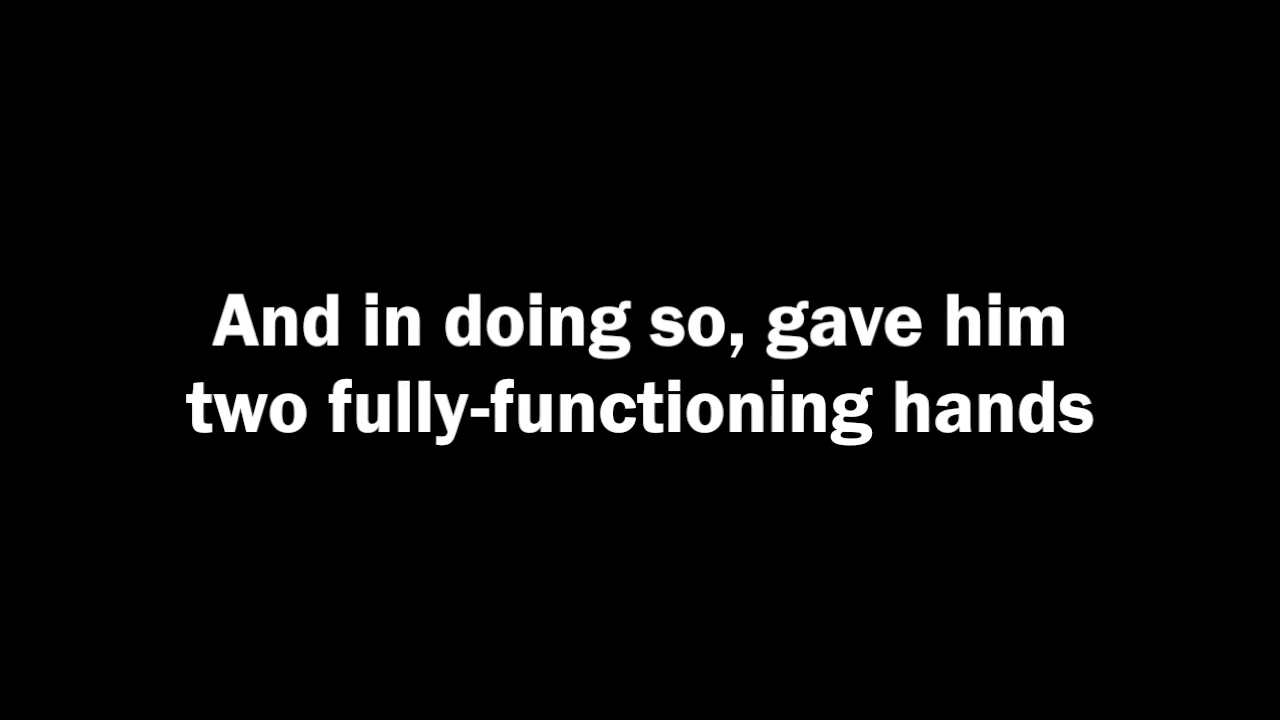 And in doing so, gave him
two fully-functioning hands